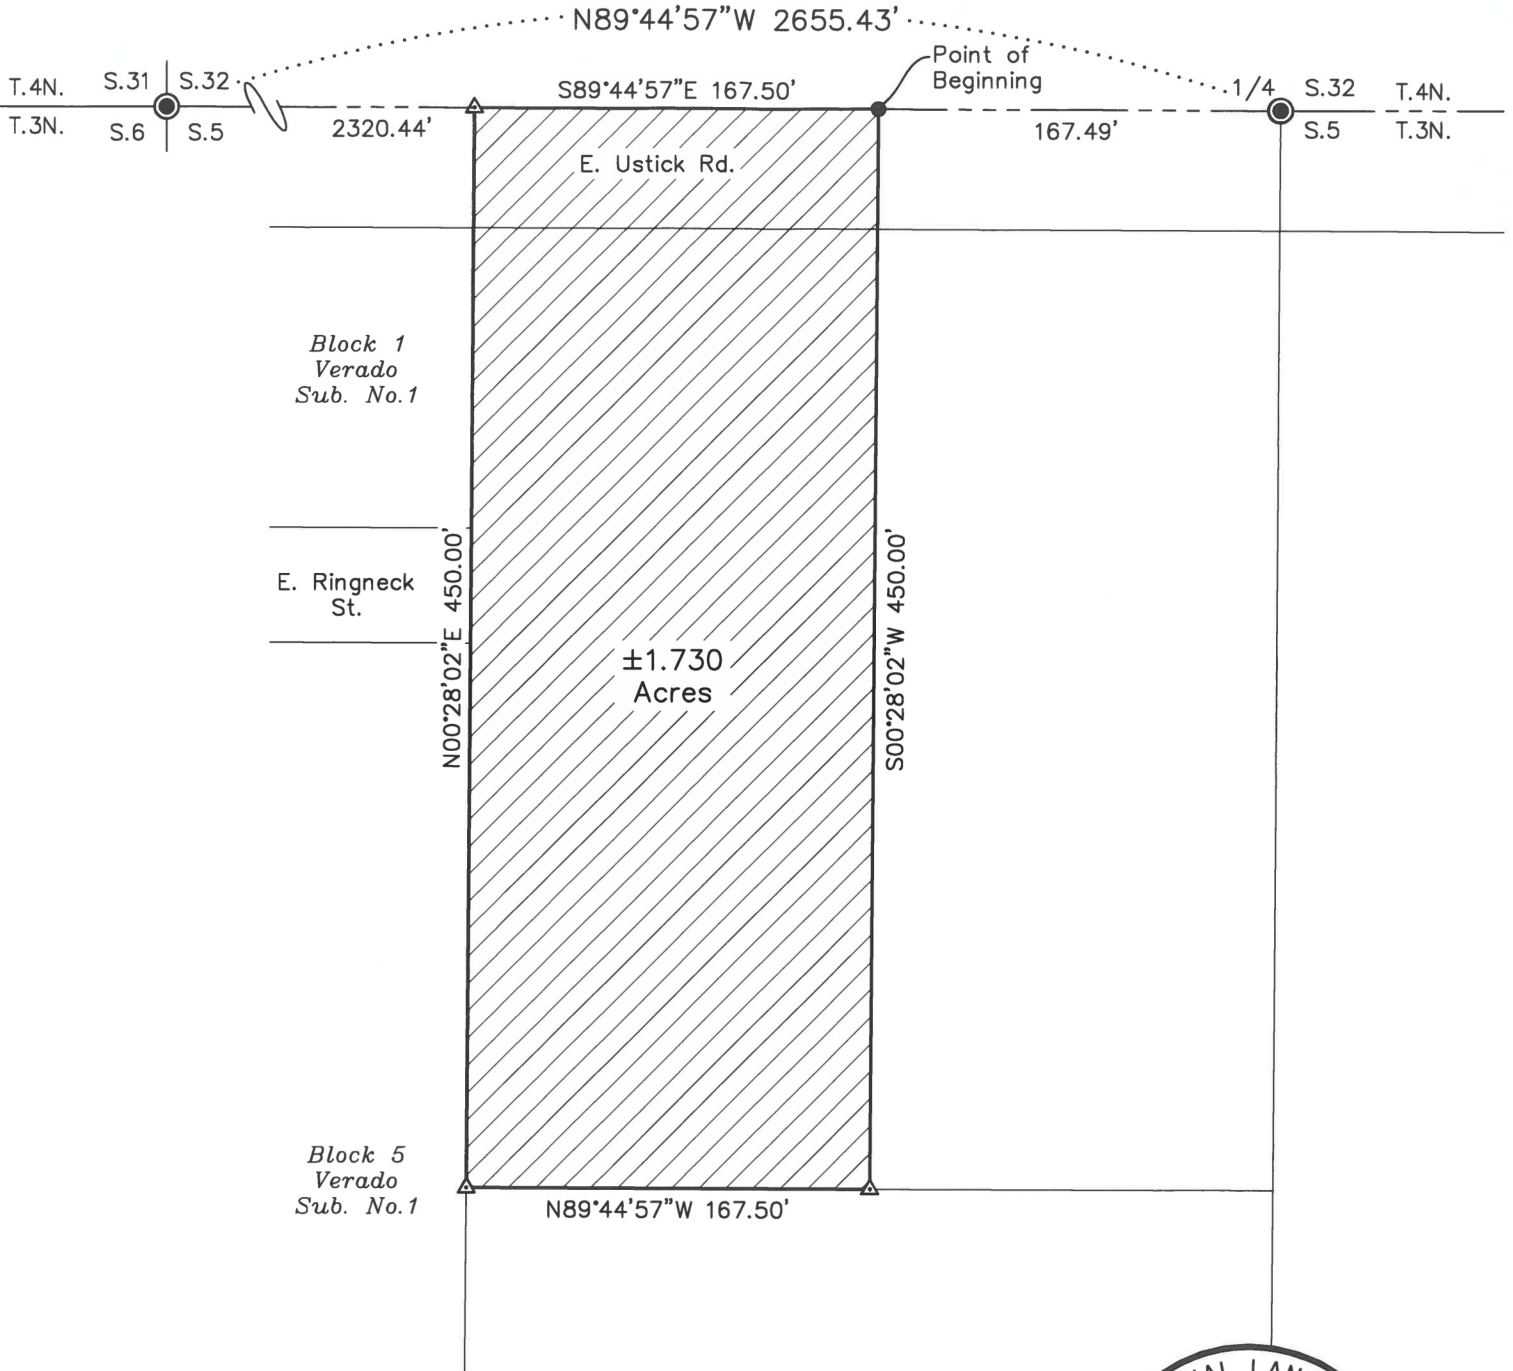 N89°44'57"W 2655.43'
Point of
Beginning
T.4N.
S.31
S.32
S89°44'57"E 167.50'
1/4
S.32
T.4N.
T.3N.
S.6
S.5
2320.44'
167.49'
S.5
T.3N.
E. Ustick Rd.
Block 1
Verado
Sub. No.1
N00°28'02"E 450.00'
S00°28'02"W 450.00'
E. Ringneck
St.
±1.730
Acres
Block 5
Verado
Sub. No.1
N89°44'57"W 167.50'